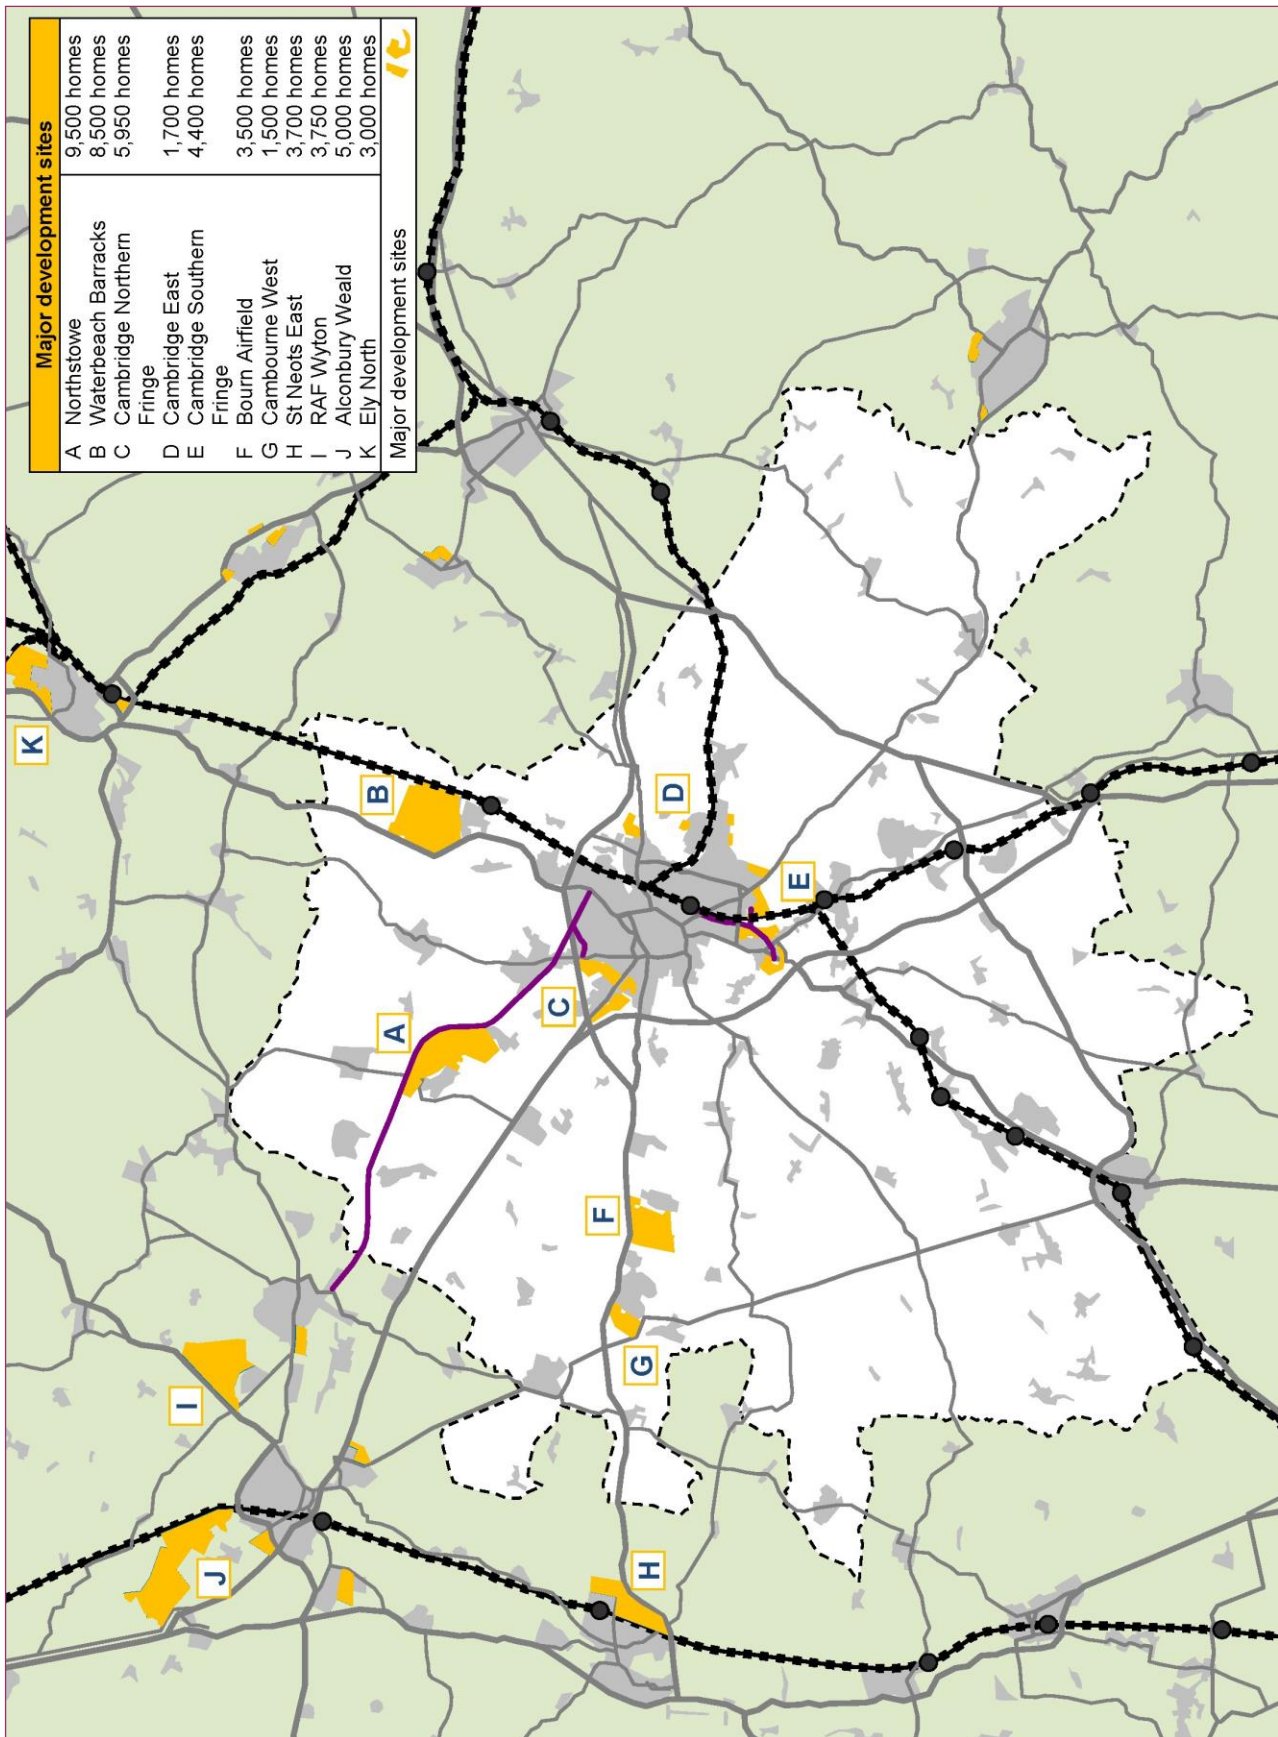 Major development sites
A Northstowe 9,500 homes
B Waterbeach Barracks 8,500 homes
C Cambridge Northern 5,950 homes
Fringe
D Cambridge East 1,700 homes
E Cambridge Southern 4,400 homes
Fringe
F Bourn Airfield 3,500 homes
G Cambourne West 1,500 homes
H St Neots East 3,700 homes
I RAF Wyton 3,750 homes
J Alconbury Weald 5,000 homes
K Ely North 3,000 homes
Major development sites
K
B
A
D
C
E
I
F
G
J
H